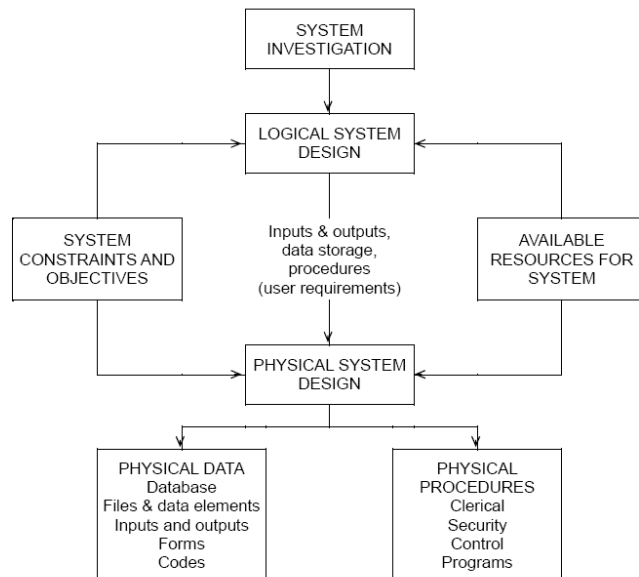 SYSTEM
INVESTIGATION
LOGICAL SYSTEM
DESIGN
SYSTEM
CONSTRAINTS AND
OBJECTIVES
Inputs & outputs,
data storage,
procedures
(user requirements)
AVAILABLE
RESOURCES FOR
SYSTEM
PHYSICAL SYSTEM
DESIGN
PHYSICAL DATA
Database
Files & data elements
Inputs and outputs
Forms
Codes
PHYSICAL
PROCEDURES
Clerical
Security
Control
Programs